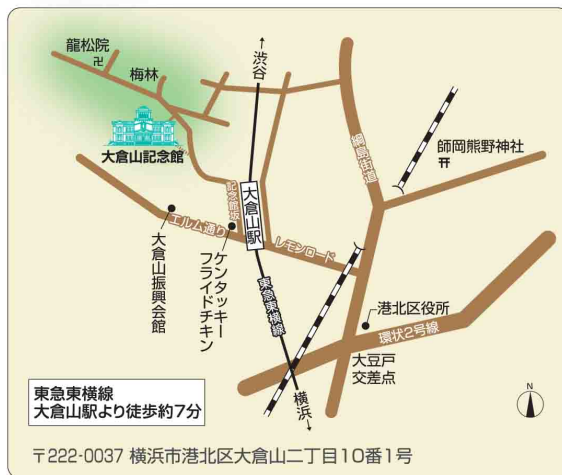 龍松院
卍
梅林
大倉山記念館
←渋谷
綱島街道
師岡熊野神社
記念館坂
大倉山駅
エルム通り
レモンロード
大倉山振興会館
ケンタッキー
フライドチキン
東急東横線
港北区役所
環状2号線
大豆戸
交差点
横浜→
N
東急東横線
大倉山駅より徒歩約7分
〒222-0037 横浜市港北区大倉山二丁目10番1号